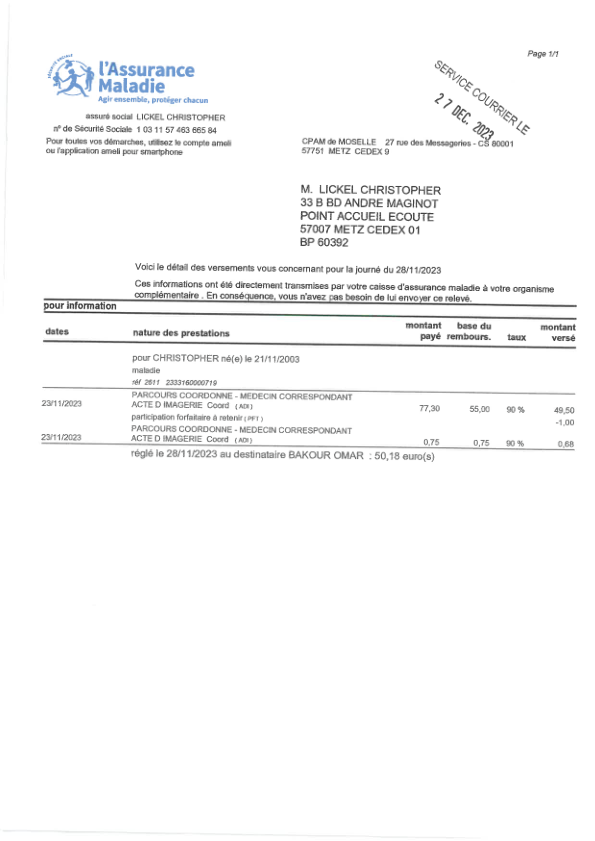 Page 1/1
SÉCURITÉ SOCIALE
l'Assurance
Maladie
Agir ensemble, protéger chacun
SERVICE COURRIER LE
27 DEC. 2023
assuré social LICKEL CHRISTOPHER
n° de Sécurité Sociale 1 03 11 57 463 665 84
Pour toutes vos démarches, utilisez le compte ameli
ou l'application ameli pour smartphone
CPAM de MOSELLE 27 rue des Messageries - CS 80001
57751 METZ CEDEX 9
M. LICKEL CHRISTOPHER
33 B BD ANDRE MAGINOT
POINT ACCUEIL ECOUTE
57007 METZ CEDEX 01
BP 60392
Voici le détail des versements vous concernant pour la journé du 28/11/2023
Ces informations ont été directement transmises par votre caisse d'assurance maladie à votre organisme
complémentaire . En conséquence, vous n'avez pas besoin de lui envoyer ce relevé.
pour information
dates nature des prestations montant payé base du rembours. taux montant versé
pour CHRISTOPHER né(e) le 21/11/2003
maladie
réf 2611 2333160000719
PARCOURS COORDONNE - MEDECIN CORRESPONDANT
23/11/2023 ACTE D IMAGERIE Coord (ADI) 77,30 55,00 90 % 49,50
participation forfaitaire à retenir (PFT) -1,00
PARCOURS COORDONNE - MEDECIN CORRESPONDANT
23/11/2023 ACTE D IMAGERIE Coord (ADI) 0,75 0,75 90 % 0,68
réglé le 28/11/2023 au destinataire BAKOUR OMAR : 50,18 euro(s)